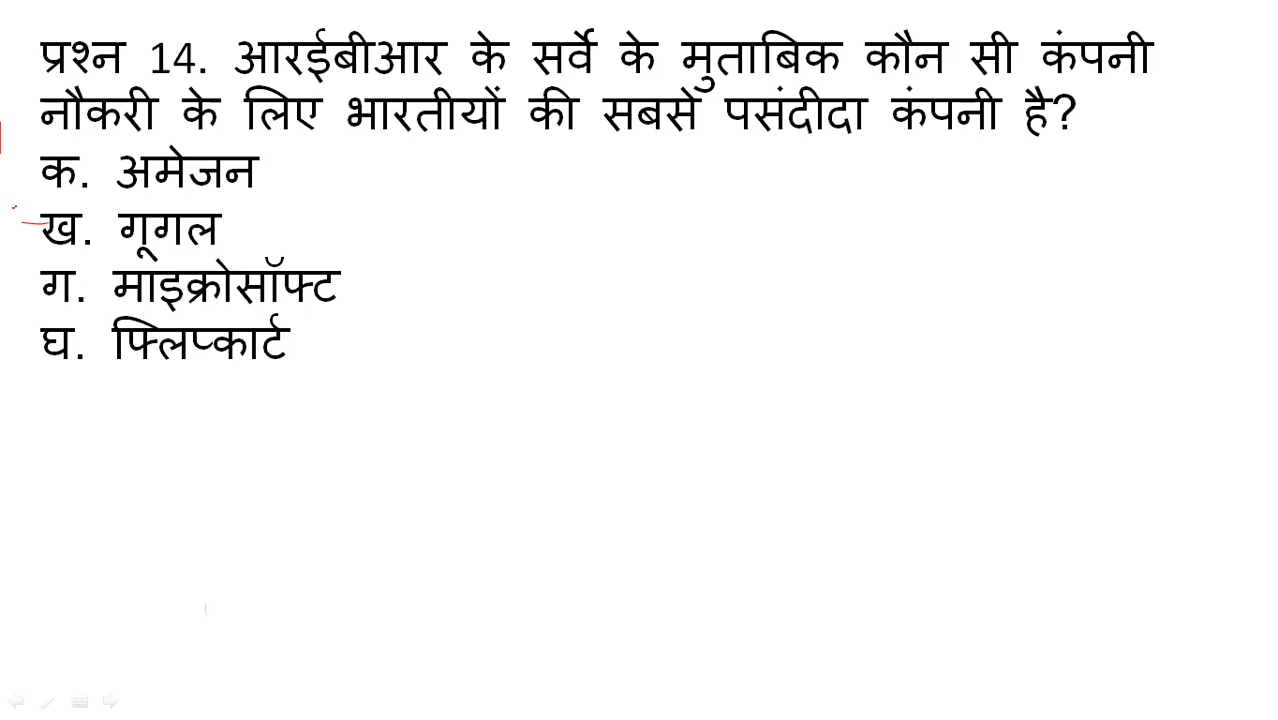 प्रश्न 14. आरईबीआर के सर्वे के मुताबिक कौन सी कंपनी
नौकरी के लिए भारतीयों की सबसे पसंदीदा कंपनी है?
क. अमेजन
ख. गूगल
ग. माइक्रोसॉफ्ट
घ. फ्लिप्कार्ट